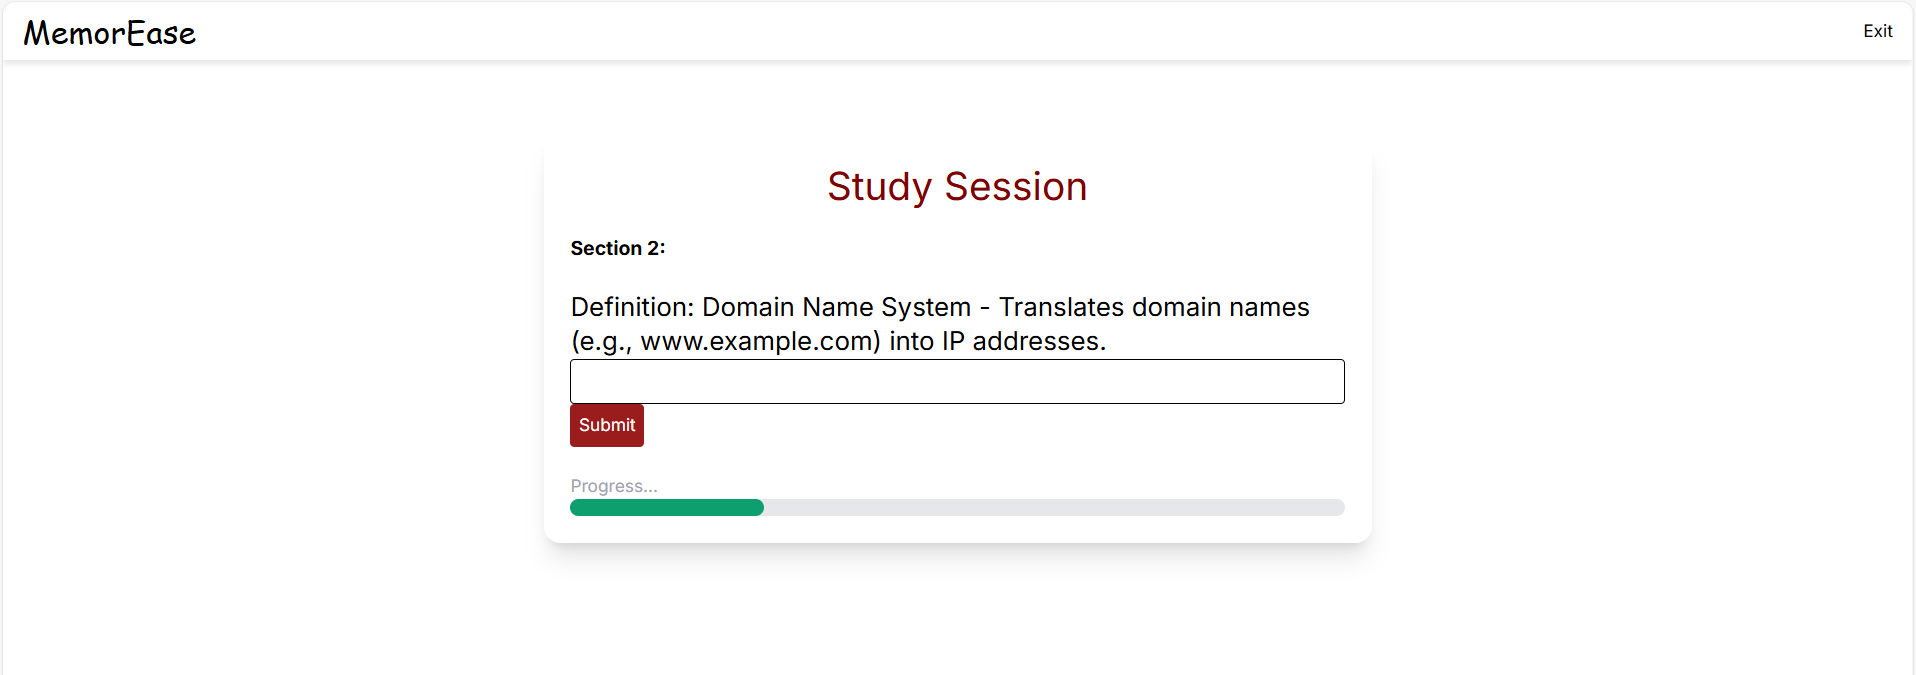 MemorEase
Exit
Study Session
Section 2:
Definition: Domain Name System - Translates domain names
(e.g., www.example.com) into IP addresses.
Submit
Progress...